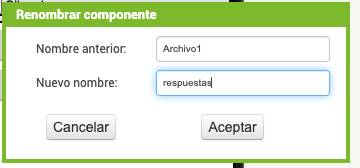 Renombrar componente
Nombre anterior: Archivo1
Nuevo nombre: respuestas
Cancelar Aceptar